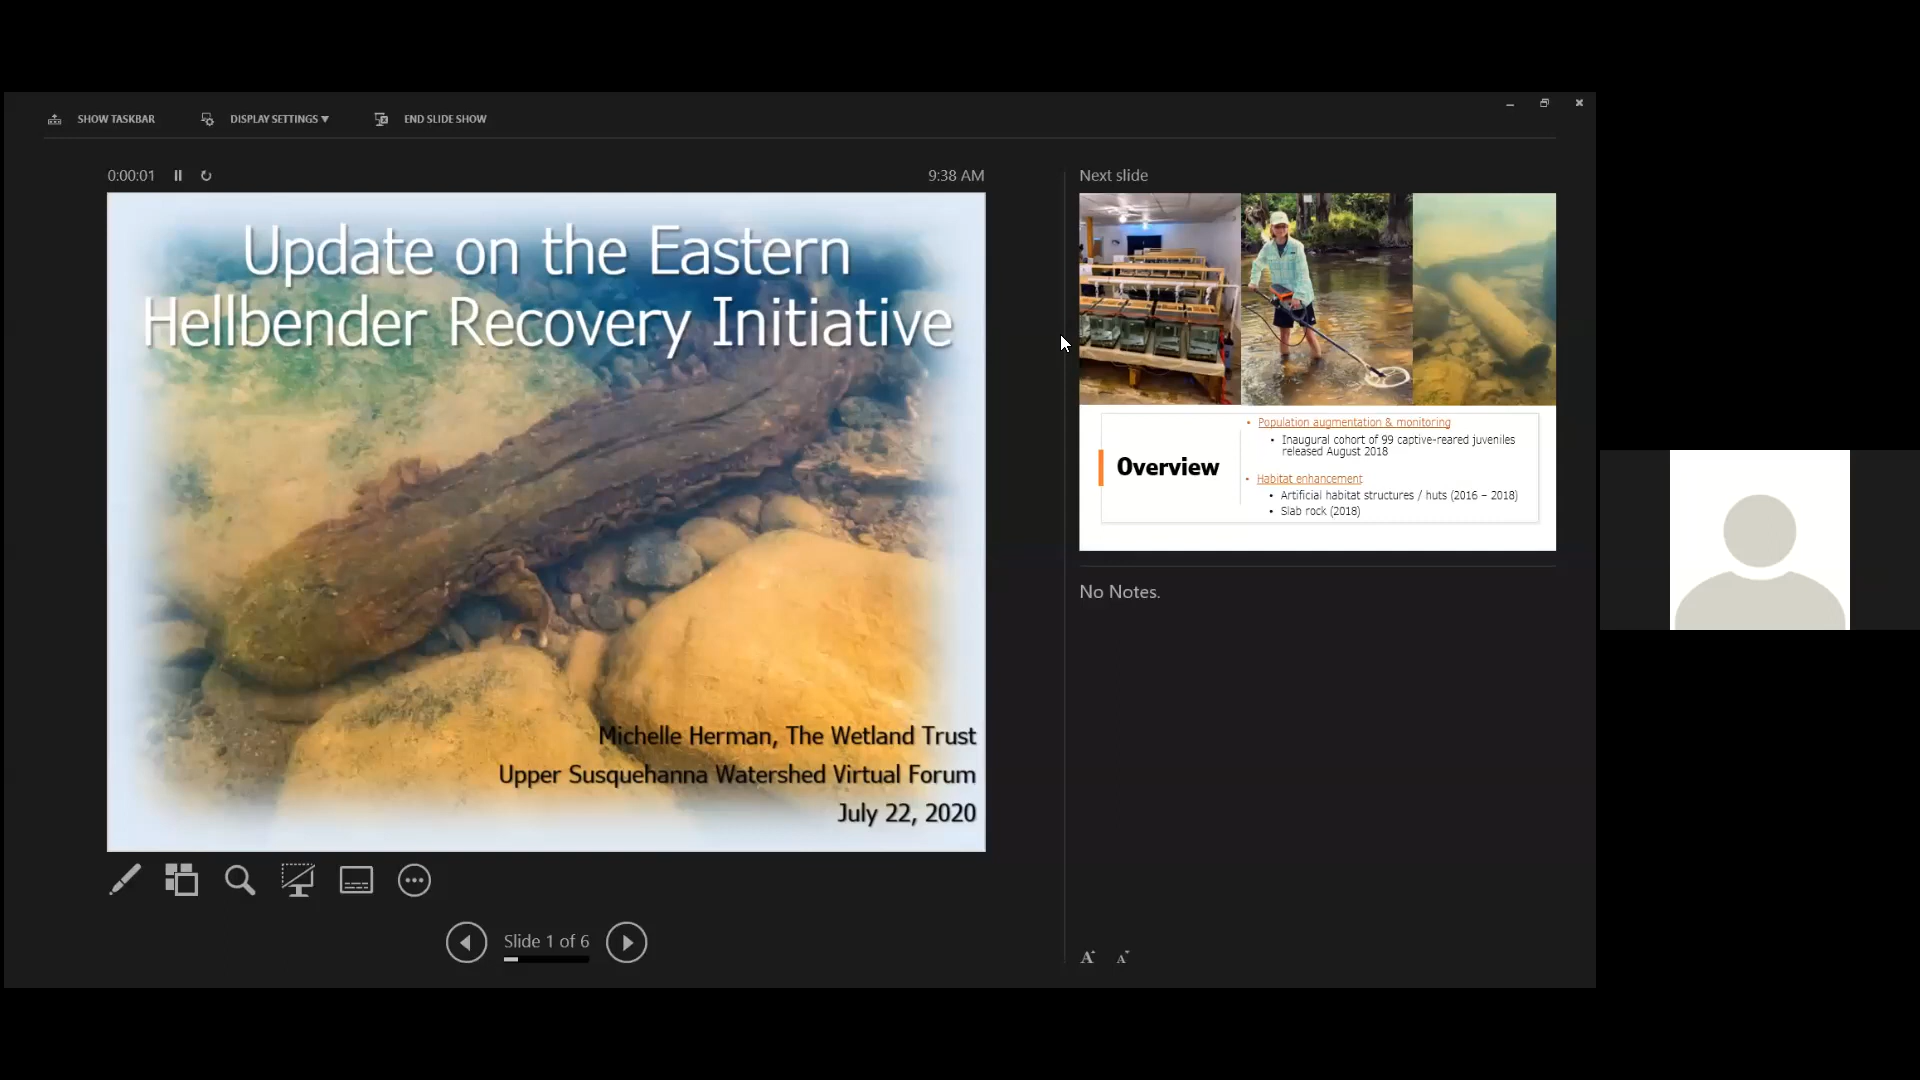 SHOW TASKBAR
DISPLAY SETTINGS ▼
END SLIDE SHOW
0:00:01
9:38 AM
Update on the Eastern
Hellbender Recovery Initiative
Michelle Herman, The Wetland Trust
Upper Susquehanna Watershed Virtual Forum
July 22, 2020
Slide 1 of 6
Next slide
Overview
• Population augmentation & monitoring
• Inaugural cohort of 99 captive-reared juveniles
released August 2018
• Habitat enhancement
• Artificial habitat structures / huts (2016 – 2018)
• Slab rock (2018)
No Notes.
A A